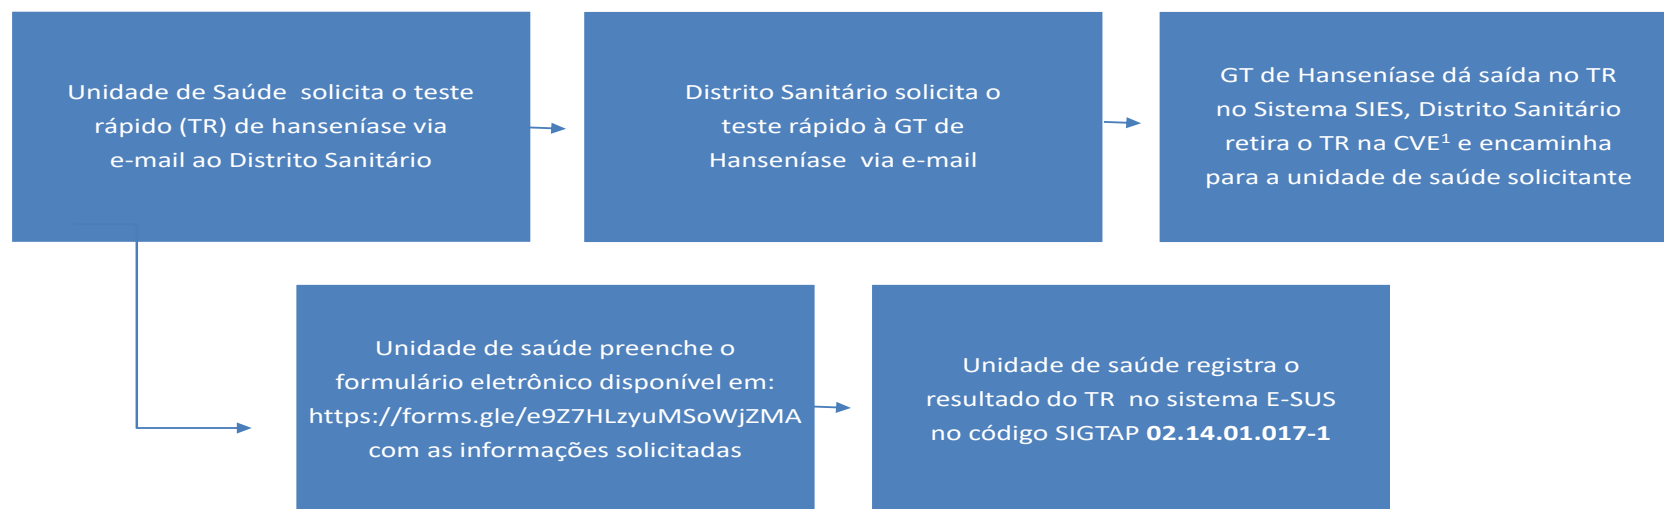 Unidade de Saúde solicita o teste
rápido (TR) de hanseníase via
e-mail ao Distrito Sanitário
Distrito Sanitário solicita o
teste rápido à GT de
Hanseníase via e-mail
GT de Hanseníase dá saída no TR
no Sistema SIES, Distrito Sanitário
retira o TR na CVE¹ e encaminha
para a unidade de saúde solicitante
Unidade de saúde preenche o
formulário eletrônico disponível em:
https://forms.gle/e9Z7HLzyuMSoWjZMA
com as informações solicitadas
Unidade de saúde registra o
resultado do TR no sistema E-SUS
no código SIGTAP 02.14.01.017-1